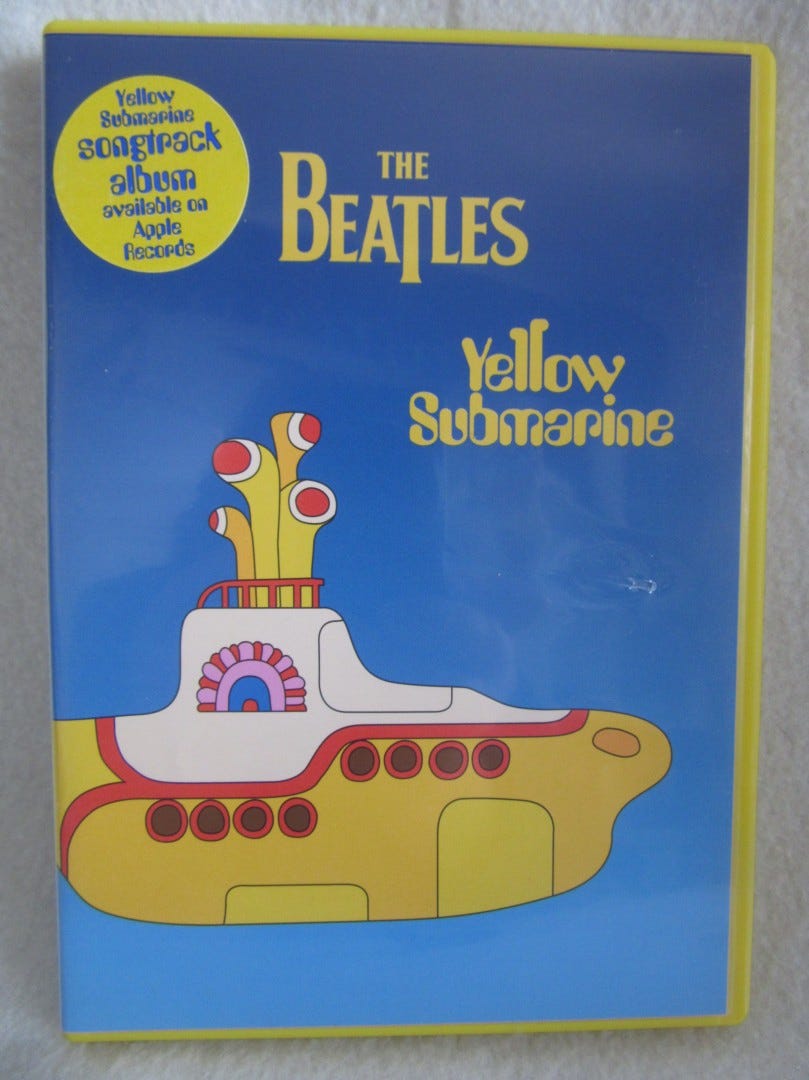 Yellow
Submarine
songtrack
album
available on
Apple
Records
THE
BEATLES
Yellow
Submarine